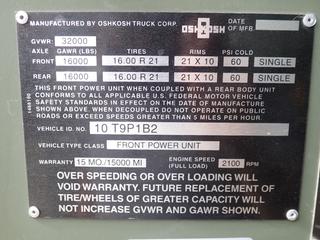 MANUFACTURED BY OSHKOSH TRUCK CORP. OSHKOSH DATE OF MFB
GVWR: 32000
GAWR (LBS) TIRES RIMS PSI COLD
FRONT 16000 16.00 R 21 21 X 10 60 SINGLE
REAR 16000 16.00 R 21 21 X 10 60 SINGLE
THIS FRONT POWER UNIT WHEN COUPLED WITH A REAR BODY UNIT
CONFORMS TO ALL APPLICABLE U.S. FEDERAL MOTOR VEHICLE
SAFETY STANDARDS IN EFFECT ON THE DATE OF MANUFACTURE
SHOWN ABOVE WHEN DECOUPLED DO NOT TOW OR OPERATE ON
PUBLIC ROADS AT SPEEDS GREATER THAN 5 MILES PER HOUR.
VEHICLE ID. NO. 10 T9P1B2
VEHICLE TYPE CLASS FRONT POWER UNIT
WARRANTY 15 MO./15000 MI ENGINE SPEED (FULL LOAD) 2100 RPM
OVER SPEEDING OR OVER LOADING WILL
VOID WARRANTY. FUTURE REPLACEMENT OF
TIRE/WHEELS OF GREATER CAPACITY WILL
NOT INCREASE GVWR AND GAWR SHOWN.